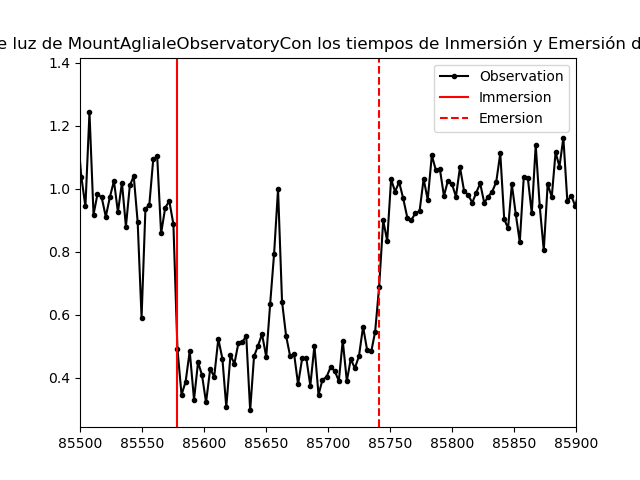 e luz de MountAglialeObservatoryCon los tiempos de Inmersión y Emersión d
1.4
1.2
1.0
0.8
0.6
0.4
Observation
Immersion
Emersion
85500 85550 85600 85650 85700 85750 85800 85850 85900